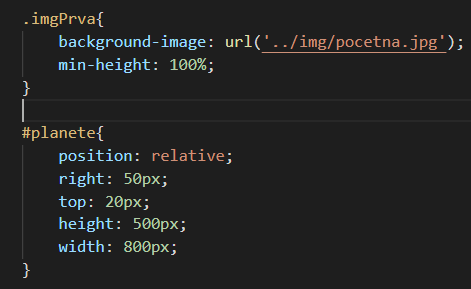 .imgPrva{
    background-image: url('../img/pocetna.jpg');
    min-height: 100%;
}

#planete{
    position: relative;
    right: 50px;
    top: 20px;
    height: 500px;
    width: 800px;
}